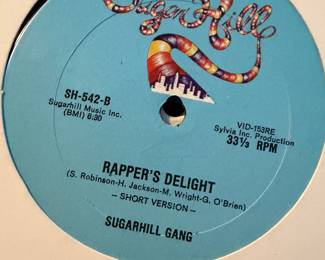 Sugar Hill
SH-542-B
Sugarhill Music Inc.
(BMI) 6:30
VID-153RE
Sylvia Inc. Production
33⅓ RPM
RAPPER'S DELIGHT
(S. Robinson-H. Jackson-M. Wright-G. O'Brien)
— SHORT VERSION —
SUGARHILL GANG